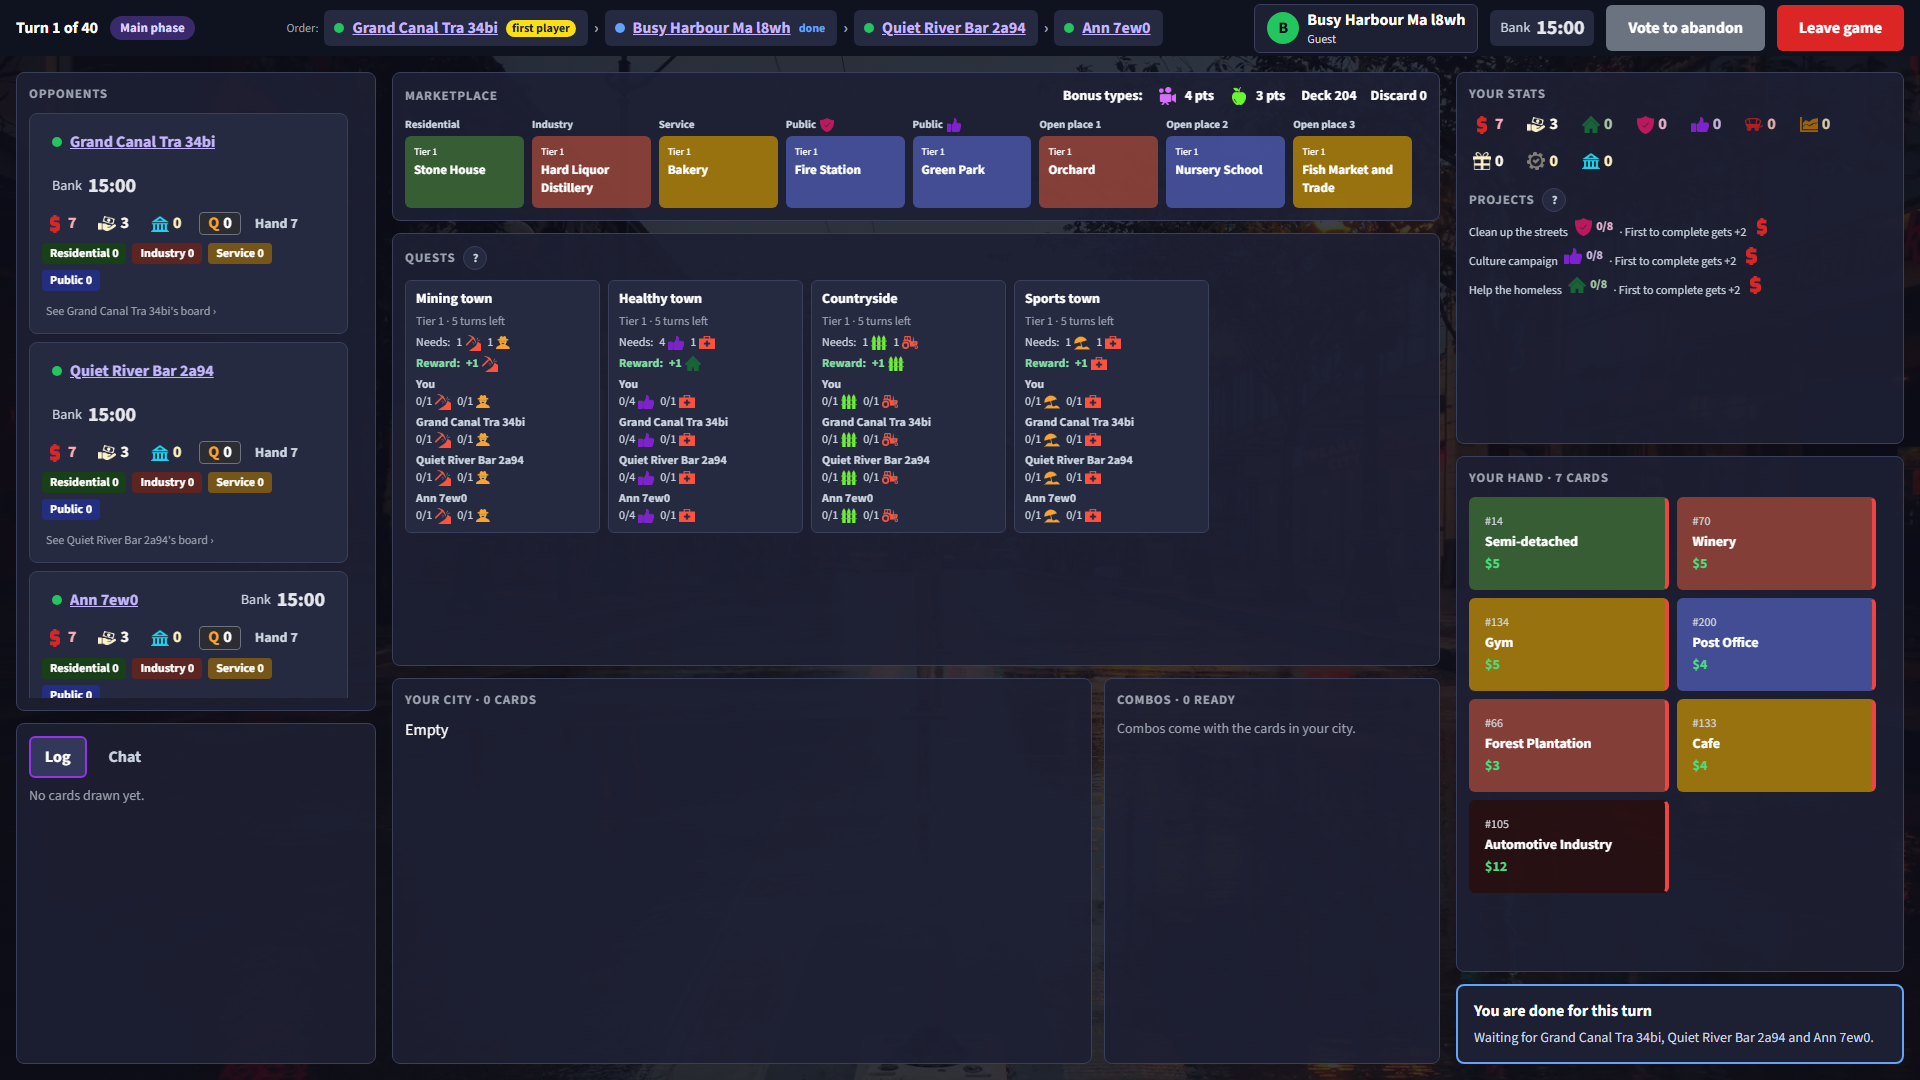 Turn 1 of 40 Main phase
Order: Grand Canal Tra 34bi first player › Busy Harbour Ma l8wh done › Quiet River Bar 2a94 › Ann 7ew0
B Busy Harbour Ma l8wh
Guest
Bank 15:00
Vote to abandon
Leave game
OPPONENTS
Grand Canal Tra 34bi
Bank 15:00
7 3 0 Q 0 Hand 7
Residential 0 Industry 0 Service 0
Public 0
See Grand Canal Tra 34bi's board ›
Quiet River Bar 2a94
Bank 15:00
7 3 0 Q 0 Hand 7
Residential 0 Industry 0 Service 0
Public 0
See Quiet River Bar 2a94's board ›
Ann 7ew0 Bank 15:00
7 3 0 Q 0 Hand 7
Residential 0 Industry 0 Service 0
Public 0
Log Chat
No cards drawn yet.
MARKETPLACE
Bonus types: 4 pts 3 pts Deck 204 Discard 0
Residential
Tier 1
Stone House
Industry
Tier 1
Hard Liquor
Distillery
Service
Tier 1
Bakery
Public
Tier 1
Fire Station
Public
Tier 1
Green Park
Open place 1
Tier 1
Orchard
Open place 2
Tier 1
Nursery School
Open place 3
Tier 1
Fish Market and
Trade
QUESTS ?
Mining town
Tier 1 · 5 turns left
Needs: 1 1
Reward: +1
You
0/1 0/1
Grand Canal Tra 34bi
0/1 0/1
Quiet River Bar 2a94
0/1 0/1
Ann 7ew0
0/1 0/1
Healthy town
Tier 1 · 5 turns left
Needs: 4 1
Reward: +1
You
0/4 0/1
Grand Canal Tra 34bi
0/4 0/1
Quiet River Bar 2a94
0/4 0/1
Ann 7ew0
0/4 0/1
Countryside
Tier 1 · 5 turns left
Needs: 1 1
Reward: +1
You
0/1 0/1
Grand Canal Tra 34bi
0/1 0/1
Quiet River Bar 2a94
0/1 0/1
Ann 7ew0
0/1 0/1
Sports town
Tier 1 · 5 turns left
Needs: 1 1
Reward: +1
You
0/1 0/1
Grand Canal Tra 34bi
0/1 0/1
Quiet River Bar 2a94
0/1 0/1
Ann 7ew0
0/1 0/1
YOUR CITY · 0 CARDS
Empty
COMBOS · 0 READY
Combos come with the cards in your city.
YOUR STATS
$ 7 3 0 0 0 0 0
0 0 0
PROJECTS ?
Clean up the streets 0/8 · First to complete gets +2 $
Culture campaign 0/8 · First to complete gets +2 $
Help the homeless 0/8 · First to complete gets +2 $
YOUR HAND · 7 CARDS
#14
Semi-detached
$5
#70
Winery
$5
#134
Gym
$5
#200
Post Office
$4
#66
Forest Plantation
$3
#133
Cafe
$4
#105
Automotive Industry
$12
You are done for this turn
Waiting for Grand Canal Tra 34bi, Quiet River Bar 2a94 and Ann 7ew0.